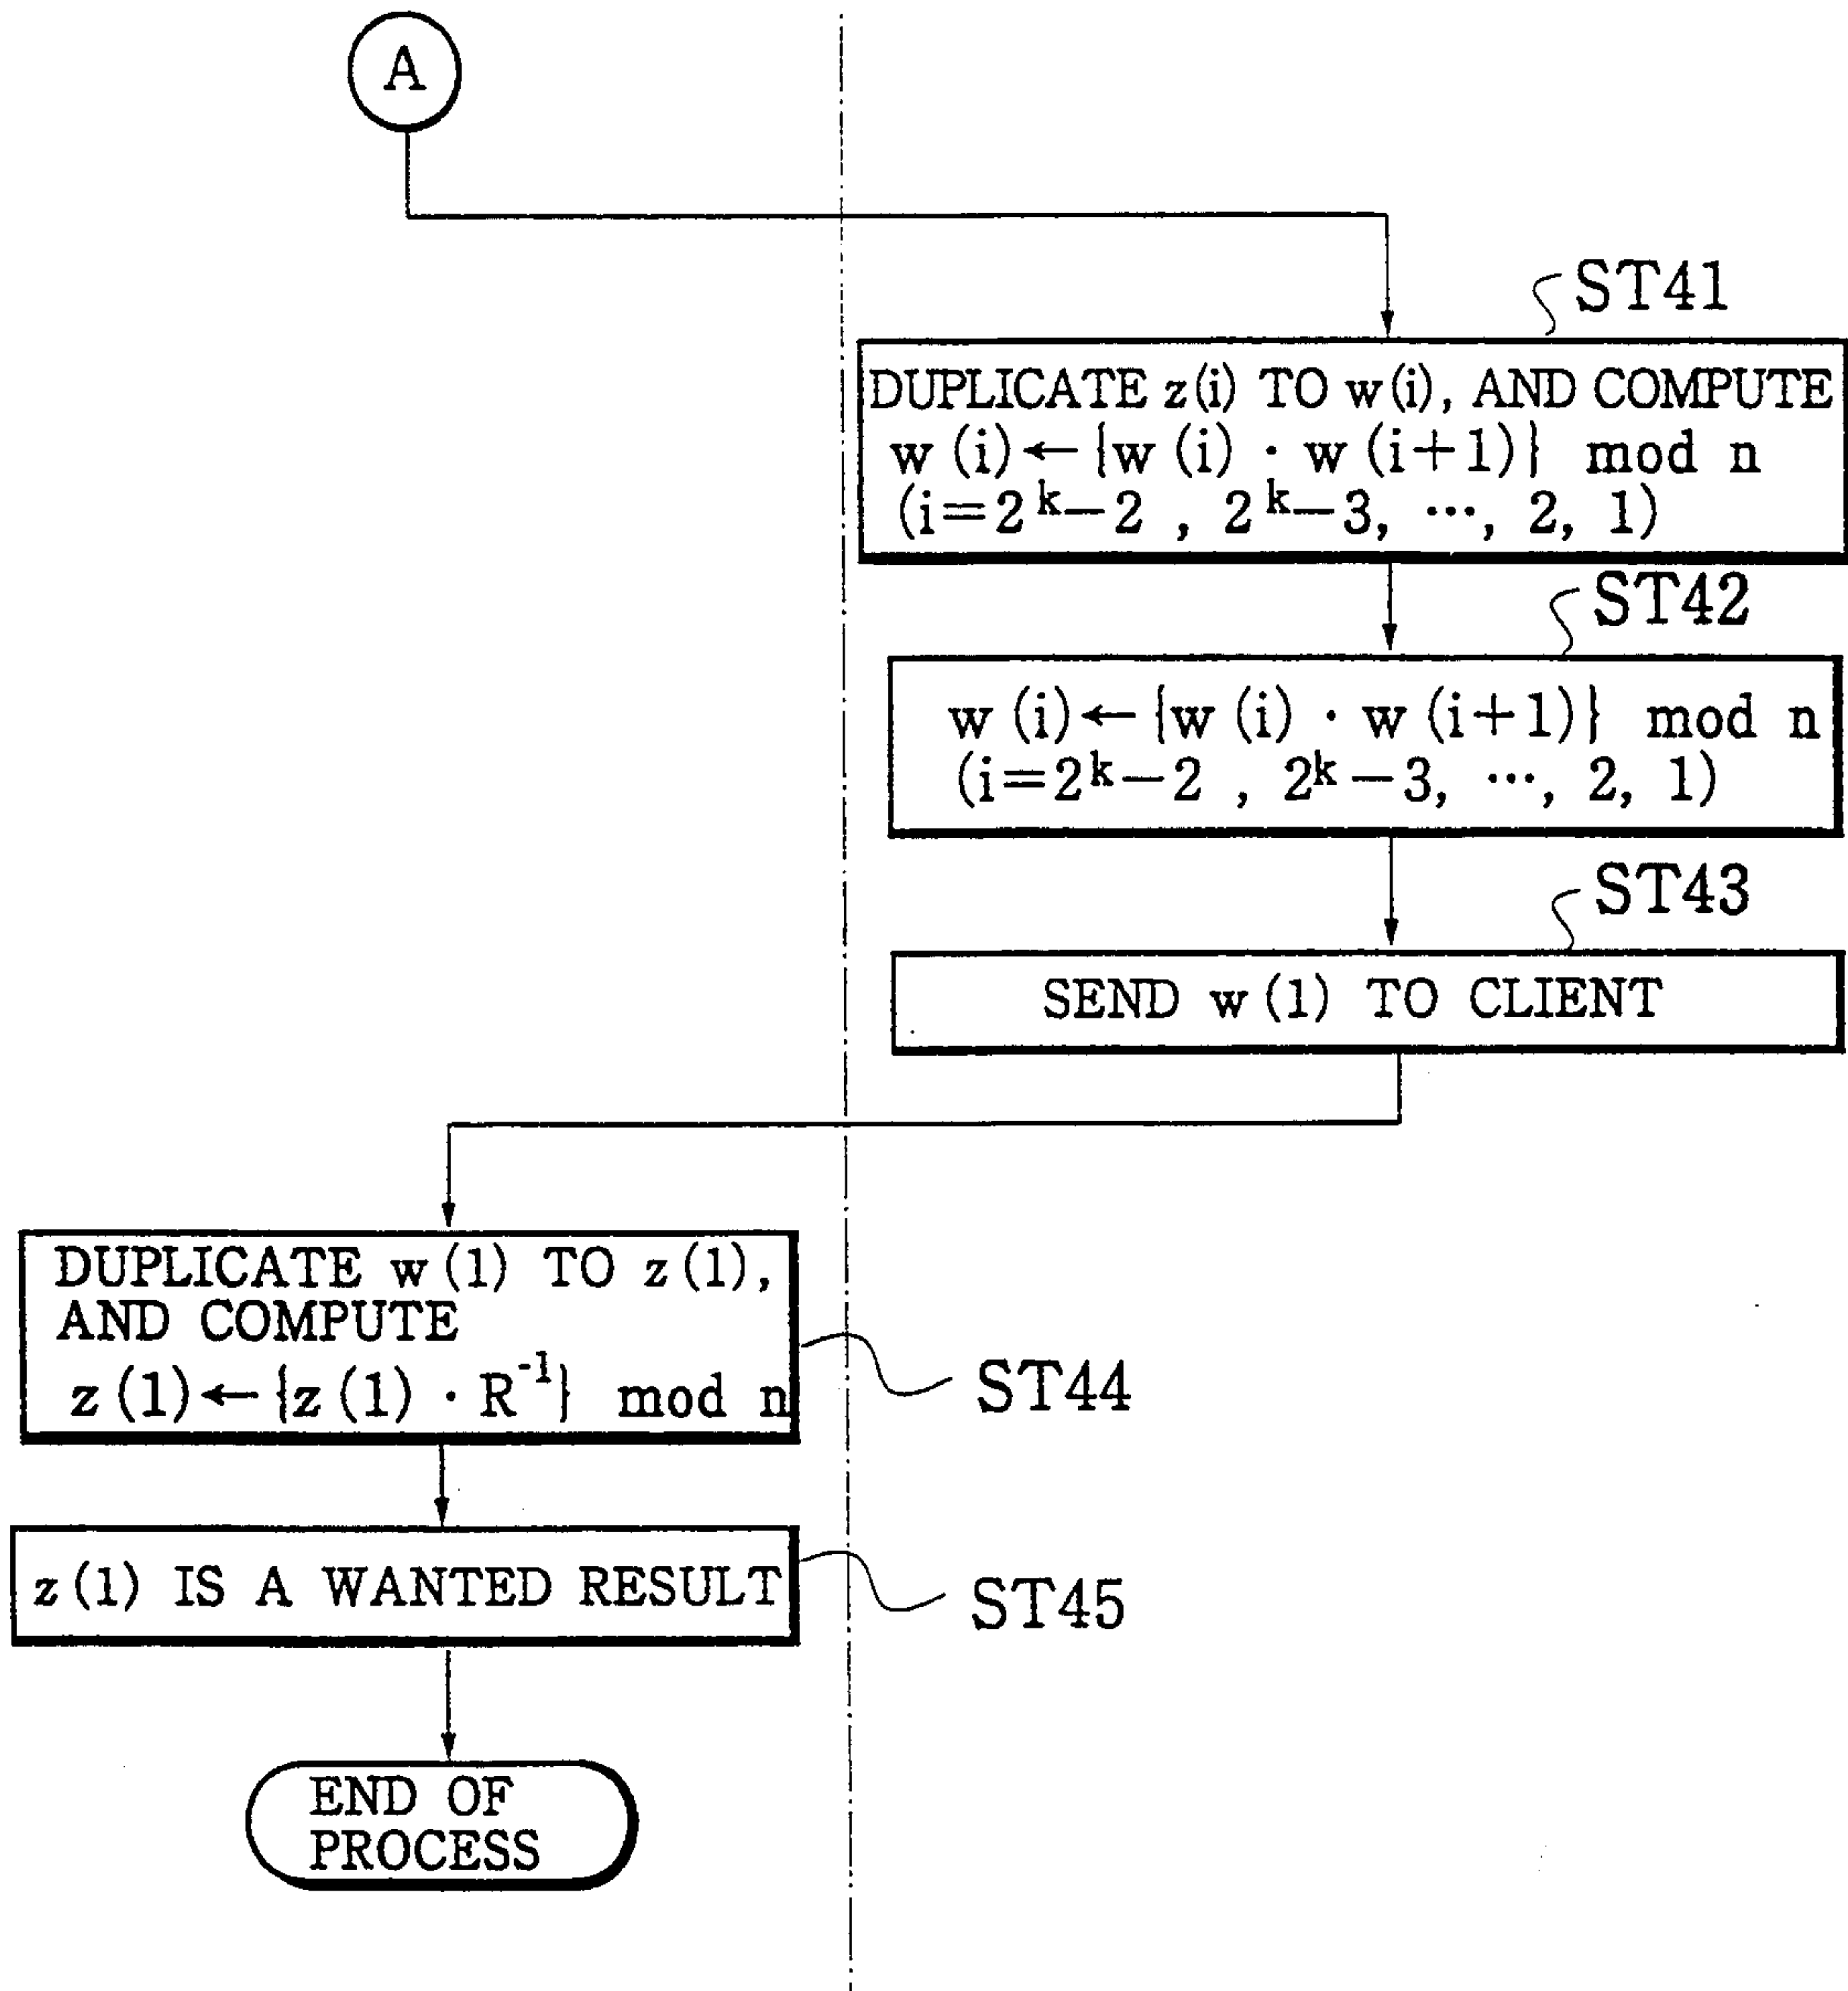 A
ST41
DUPLICATE z(i) TO w(i), AND COMPUTE
w(i)←{w(i)·w(i+1)} mod n
(i=2^k−2, 2^k−3, ⋯, 2, 1)
ST42
w(i)←{w(i)·w(i+1)} mod n
(i=2^k−2, 2^k−3, ⋯, 2, 1)
ST43
SEND w(1) TO CLIENT
DUPLICATE w(1) TO z(1),
AND COMPUTE
z(1)←{z(1)·R^-1} mod n
ST44
z(1) IS A WANTED RESULT
ST45
END OF
PROCESS